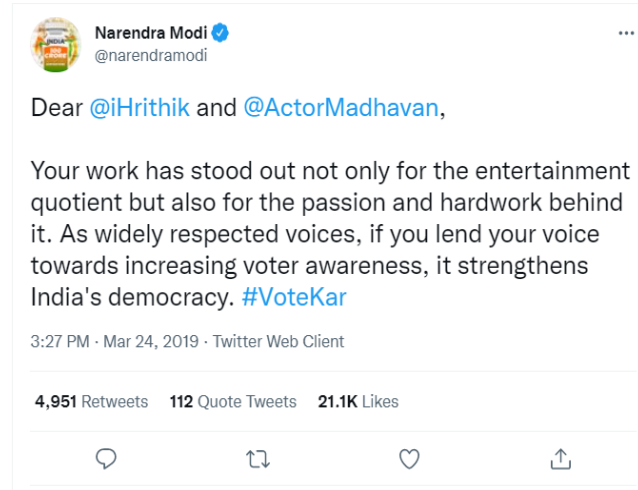 Narendra Modi
@narendramodi
Dear @iHrithik and @ActorMadhavan,
Your work has stood out not only for the entertainment
quotient but also for the passion and hardwork behind
it. As widely respected voices, if you lend your voice
towards increasing voter awareness, it strengthens
India's democracy. #VoteKar
3:27 PM · Mar 24, 2019 · Twitter Web Client
4,951 Retweets 112 Quote Tweets 21.1K Likes